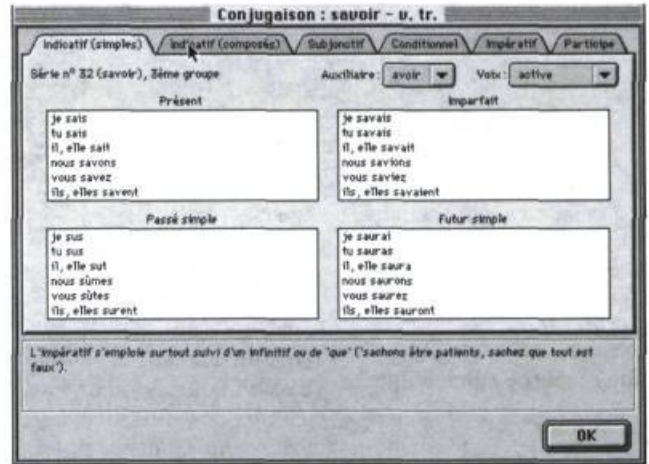 Conjugaison : savoir - v. tr.
Indicatif (simples) Indicatif (composés) Subjonctif Conditionnel Impératif Participe
Série nº 32 (savoir), 3ème groupe Auxiliaire : avoir Voix : active
Présent
je sais
tu sais
il, elle sait
nous savons
vous savez
ils, elles savent
Imparfait
je savais
tu savais
il, elle savait
nous savions
vous saviez
ils, elles savaient
Passé simple
je sus
tu sus
il, elle sut
nous sûmes
vous sûtes
ils, elles surent
Futur simple
je saurai
tu sauras
il, elle saura
nous saurons
vous saurez
ils, elles sauront
L'impératif s'emploie surtout suivi d'un infinitif ou de 'que' ('sachons être patients, sachez que tout est
faux').
OK